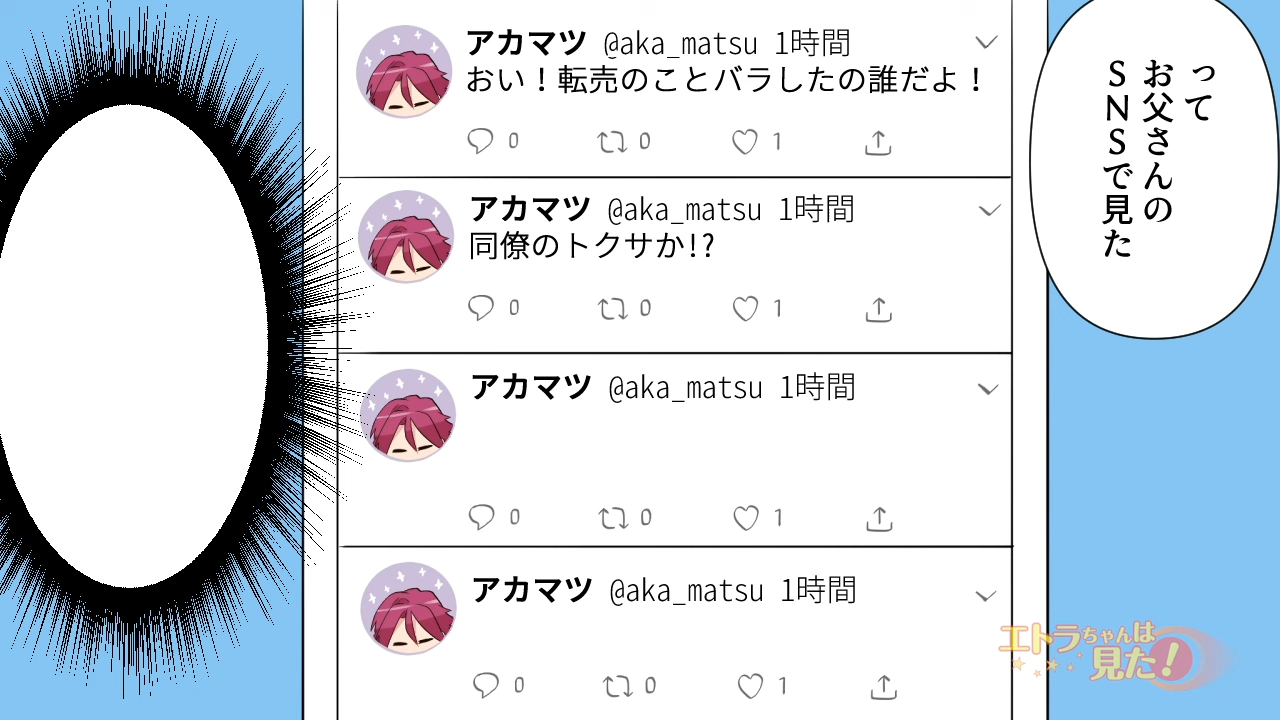 って
お父さんの
SNSで見た
アカマツ @aka_matsu 1時間
おい！転売のことバラしたの誰だよ！
0 0 1
アカマツ @aka_matsu 1時間
同僚のトクサか!?
0 0 1
アカマツ @aka_matsu 1時間
0 0 1
アカマツ @aka_matsu 1時間
0 0 1
エトラちゃんは
見た！